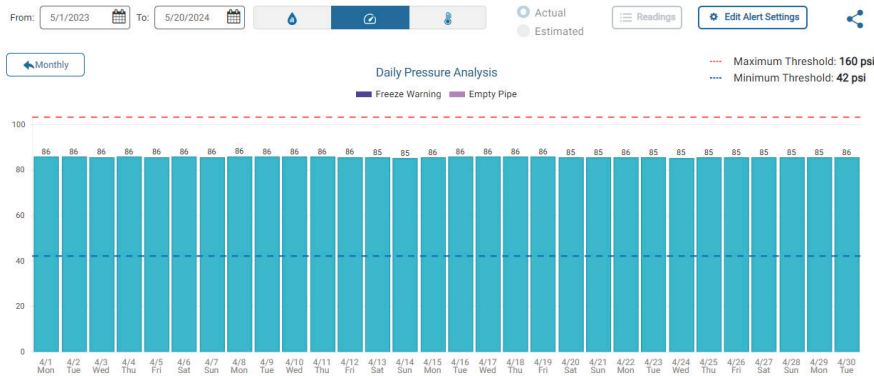 From: 5/1/2023 To: 5/20/2024
Actual
Estimated
Readings
Edit Alert Settings
Monthly
Daily Pressure Analysis
Maximum Threshold: 160 psi
Minimum Threshold: 42 psi
Freeze Warning Empty Pipe
100
80
60
40
20
0
86 86 86 86 86 86 86 86 86 86 86 86 85 85 86 86 86 86 86 85 85 86 85 86 85 86 85 85 85 86
4/1 4/2 4/3 4/4 4/5 4/6 4/7 4/8 4/9 4/10 4/11 4/12 4/13 4/14 4/15 4/16 4/17 4/18 4/19 4/20 4/21 4/22 4/23 4/24 4/25 4/26 4/27 4/28 4/29 4/30
Mon Tue Wed Thu Fri Sat Sun Mon Tue Wed Thu Fri Sat Sun Mon Tue Wed Thu Fri Sat Sun Mon Tue Wed Thu Fri Sat Sun Mon Tue